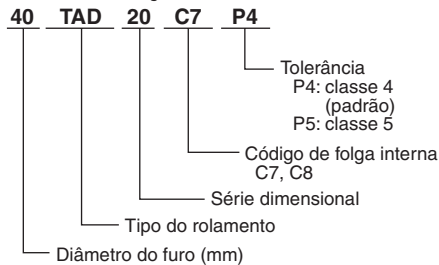 40 TAD 20 C7 P4
Tolerância
P4: classe 4
(padrão)
P5: classe 5
Código de folga interna
C7, C8
Série dimensional
Tipo do rolamento
Diâmetro do furo (mm)